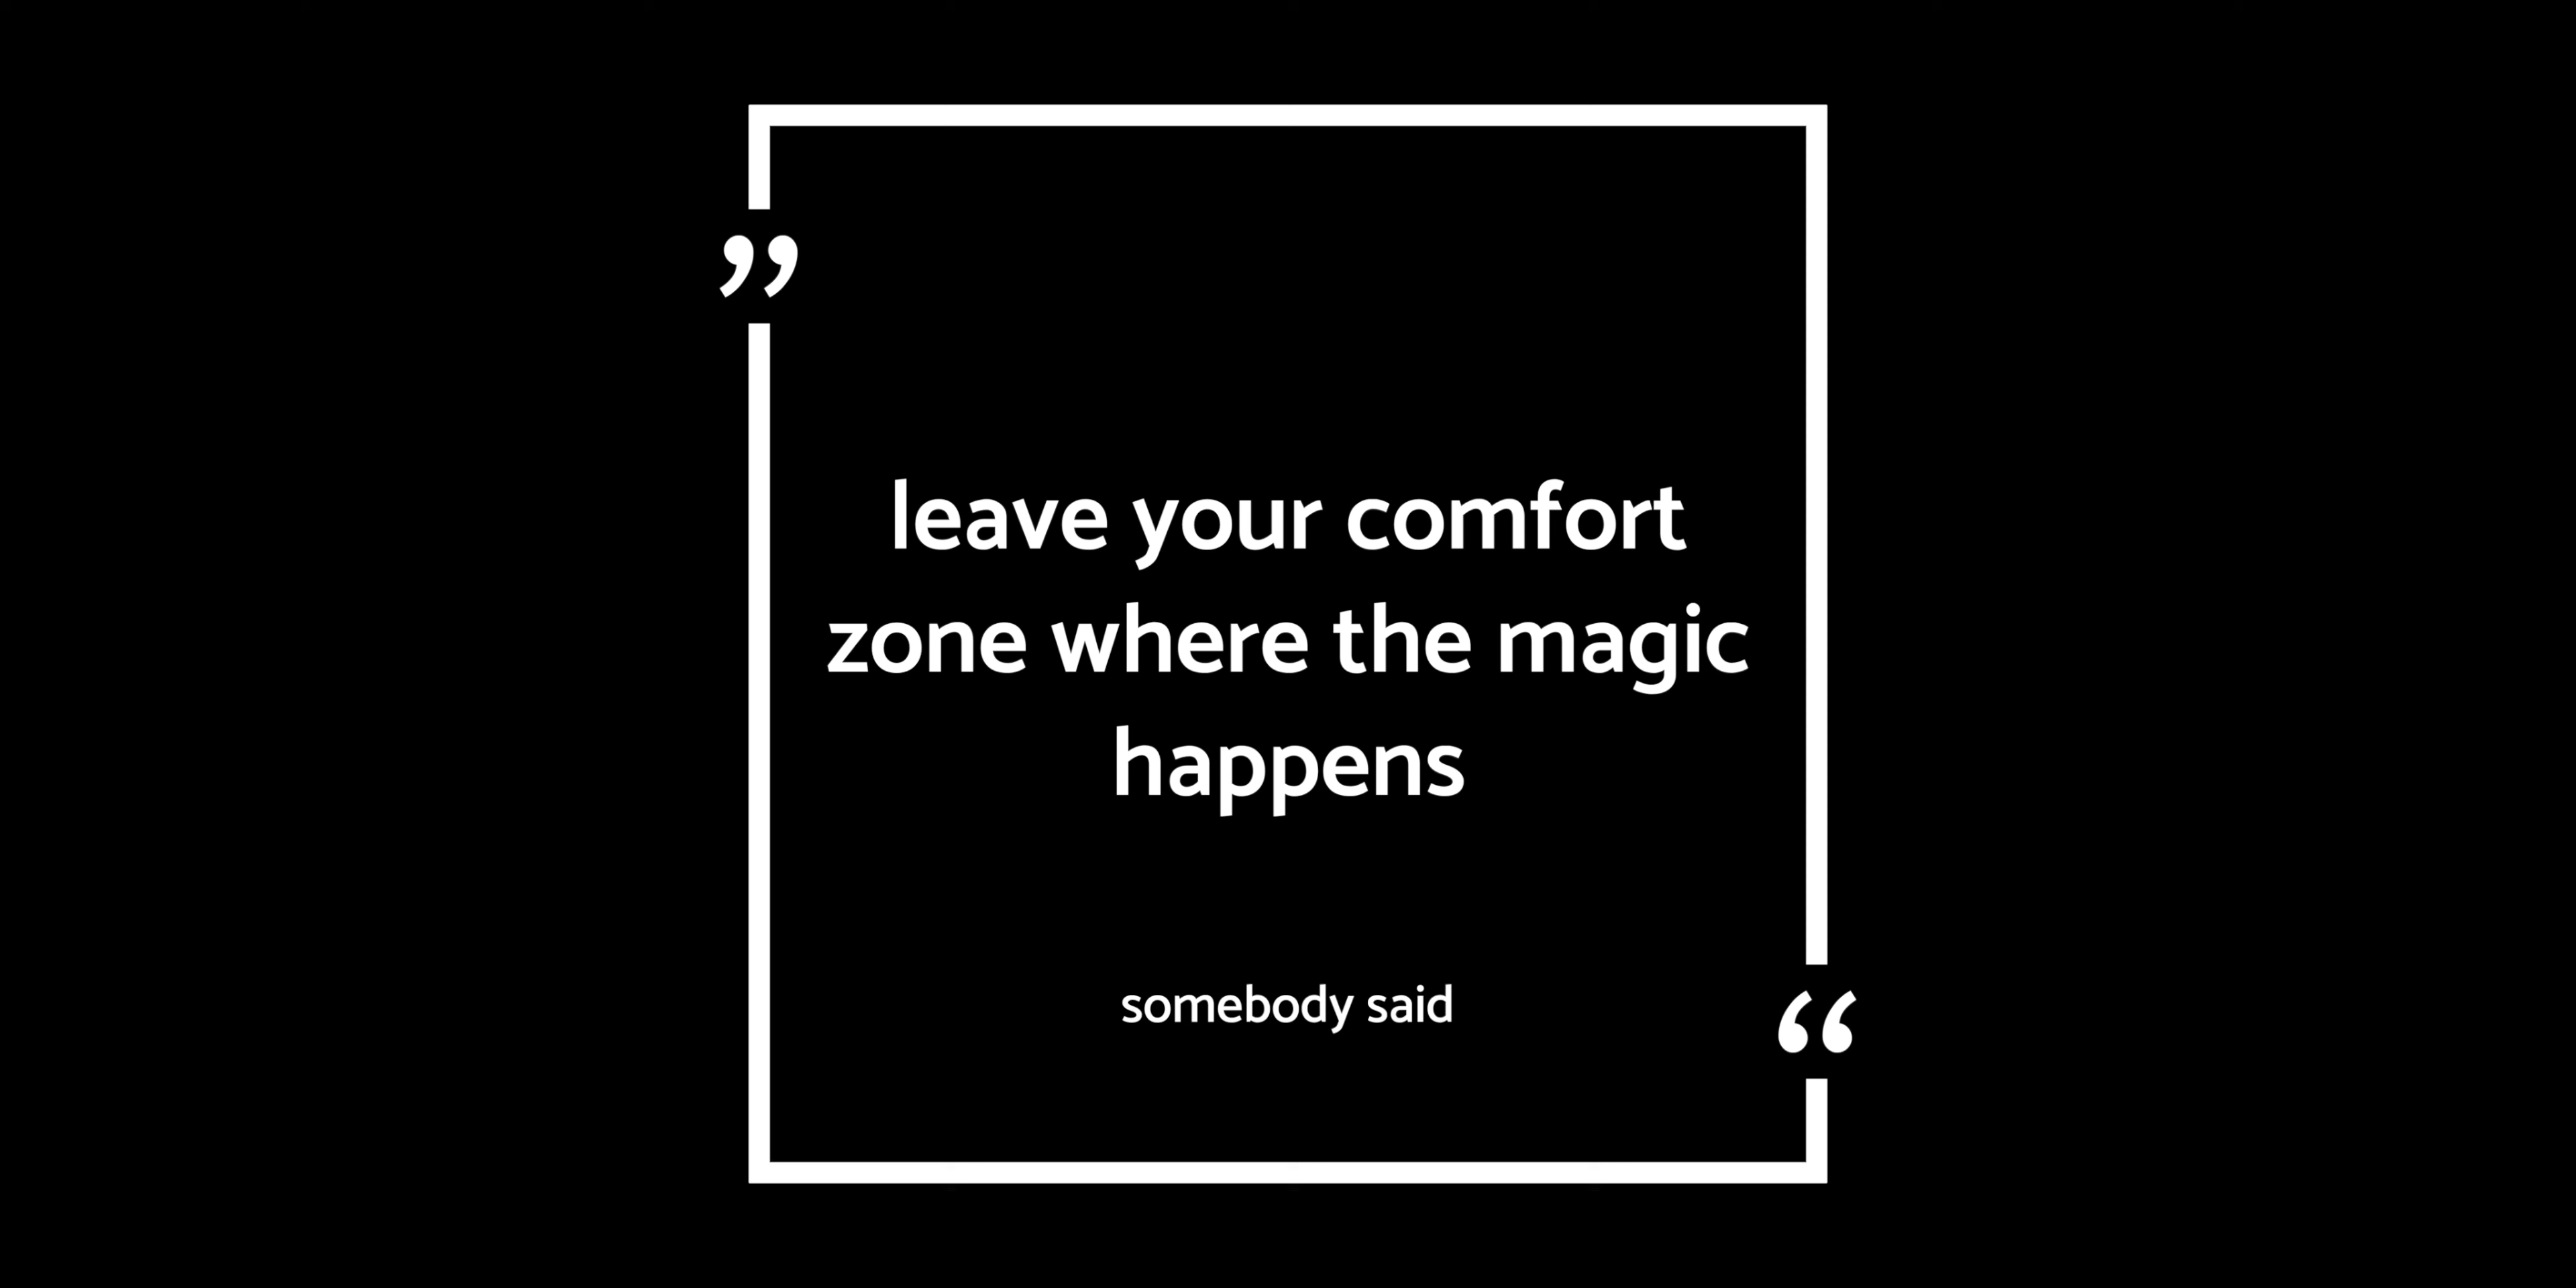 ”
leave your comfort
zone where the magic
happens
somebody said
“